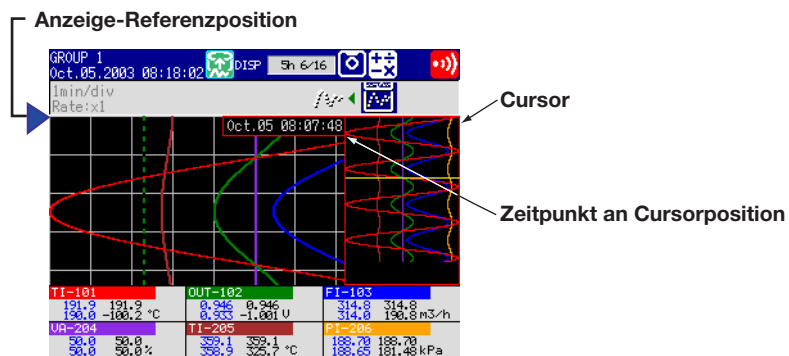 Anzeige-Referenzposition
GROUP 1
Oct.05.2003 08:18:02 DISP 5h 6/16
1min/div
Rate:x1
Cursor
Oct.05 08:07:48
Zeitpunkt an Cursorposition
TI-101 OUT-102 FI-103
191.9 191.9 0.946 0.946 314.8 314.8
190.0 -100.2 °C 0.933 -1.001 V 314.0 190.8 m3/h
VA-204 TI-205 PI-206
50.0 50.0 359.1 359.1 188.70 188.70
50.0 50.0 % 358.9 325.7 °C 188.65 181.48 kPa